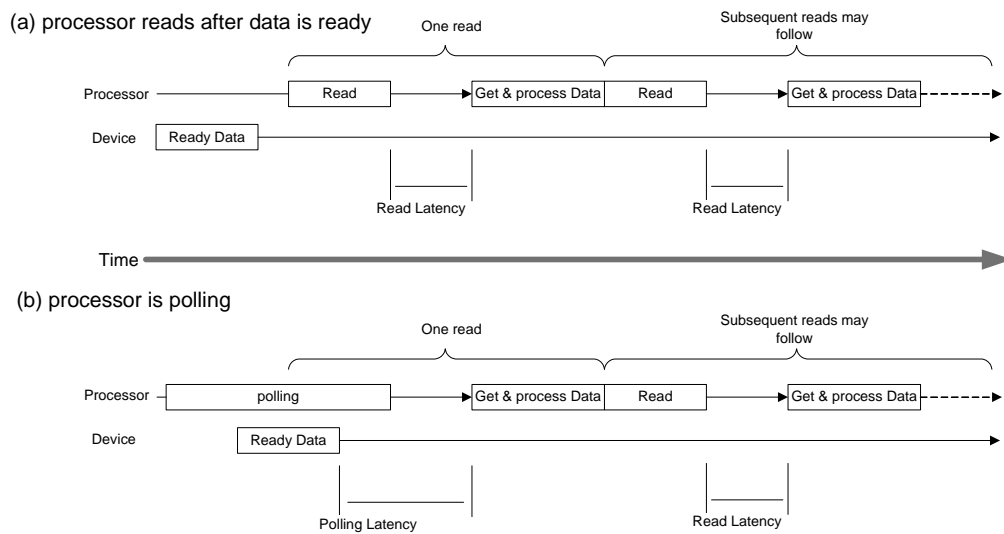 (a) processor reads after data is ready
One read
Subsequent reads may
follow
Processor
Read
Get & process Data
Read
Get & process Data
Device
Ready Data
Read Latency
Read Latency
Time
(b) processor is polling
One read
Subsequent reads may
follow
Processor
polling
Get & process Data
Read
Get & process Data
Device
Ready Data
Polling Latency
Read Latency